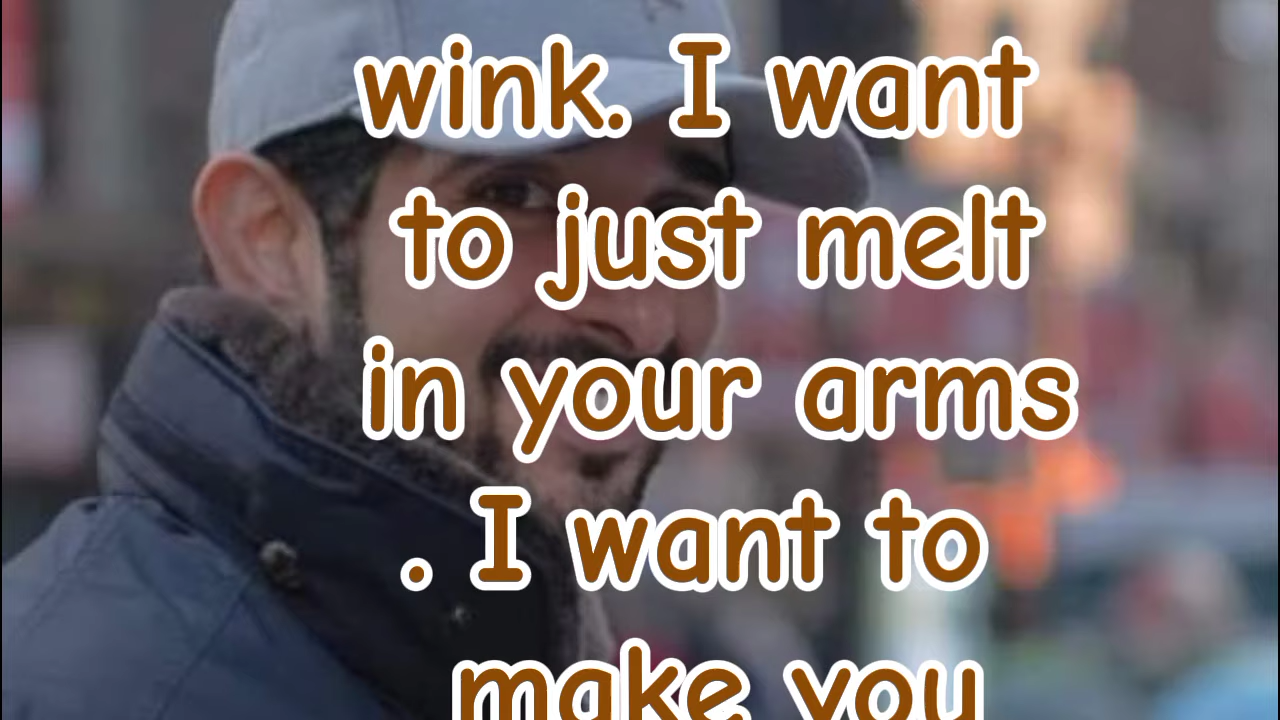 wink. I want
to just melt
in your arms
. I want to
make you